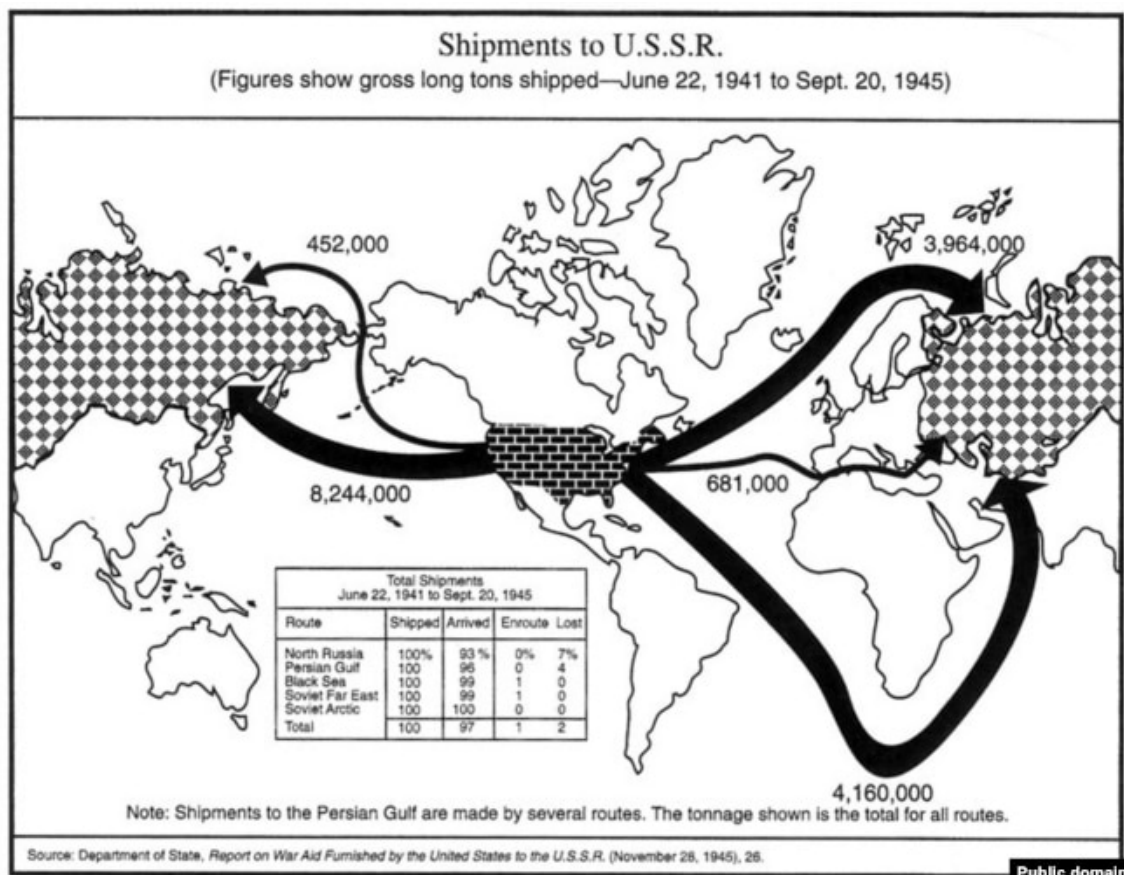 Shipments to U.S.S.R.
(Figures show gross long tons shipped—June 22, 1941 to Sept. 20, 1945)
452,000
3,964,000
8,244,000
681,000
Total Shipments
June 22, 1941 to Sept. 20, 1945
Route Shipped Arrived Enroute Lost
North Russia 100% 93% 0% 7%
Persian Gulf 100 96 0 4
Black Sea 100 99 1 0
Soviet Far East 100 99 1 0
Soviet Arctic 100 100 0 0
Total 100 97 1 2
4,160,000
Note: Shipments to the Persian Gulf are made by several routes. The tonnage shown is the total for all routes.
Source: Department of State, Report on War Aid Furnished by the United States to the U.S.S.R. (November 28, 1945), 26.
Public domain